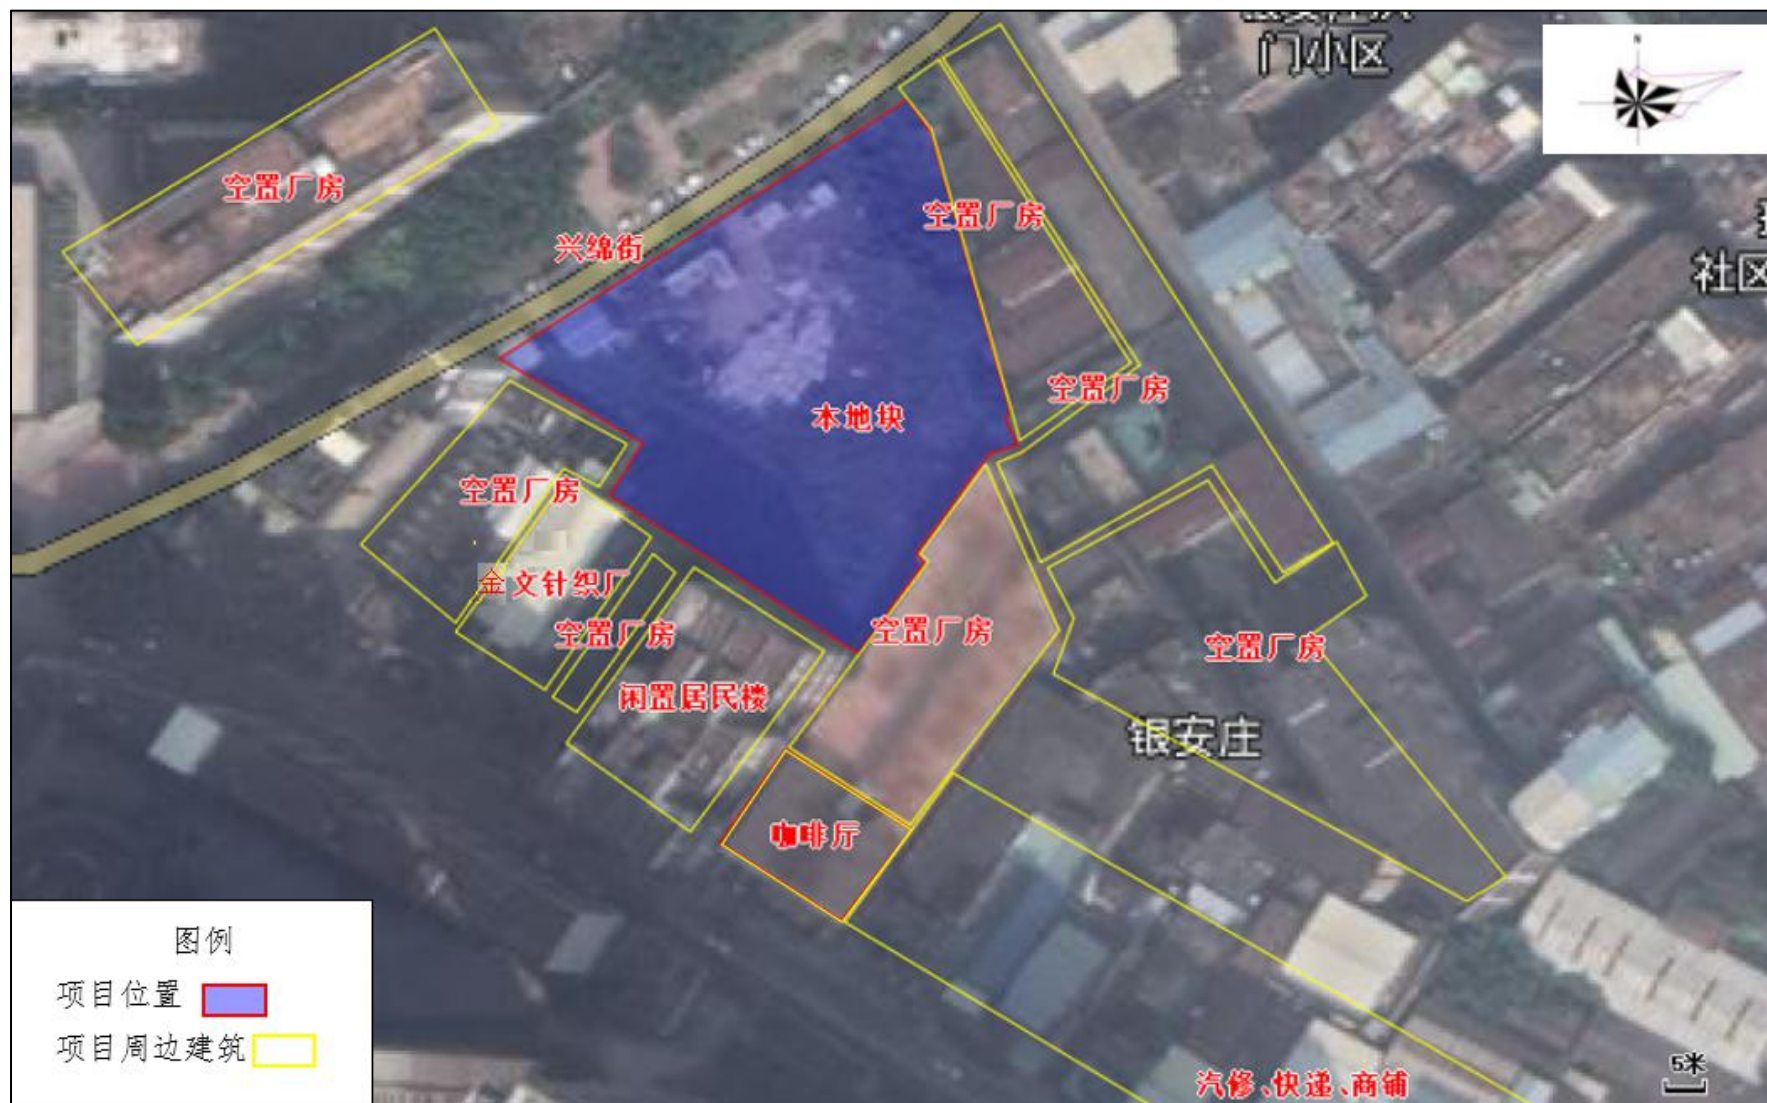 门小区
N
空置厂房
空置厂房
兴绵街
社区
空置厂房
本地块
空置厂房
金文针织厂
空置厂房
空置厂房
空置厂房
闲置居民楼
银安庄
咖啡厅
图例
项目位置
项目周边建筑
5米
汽修、快递、商铺